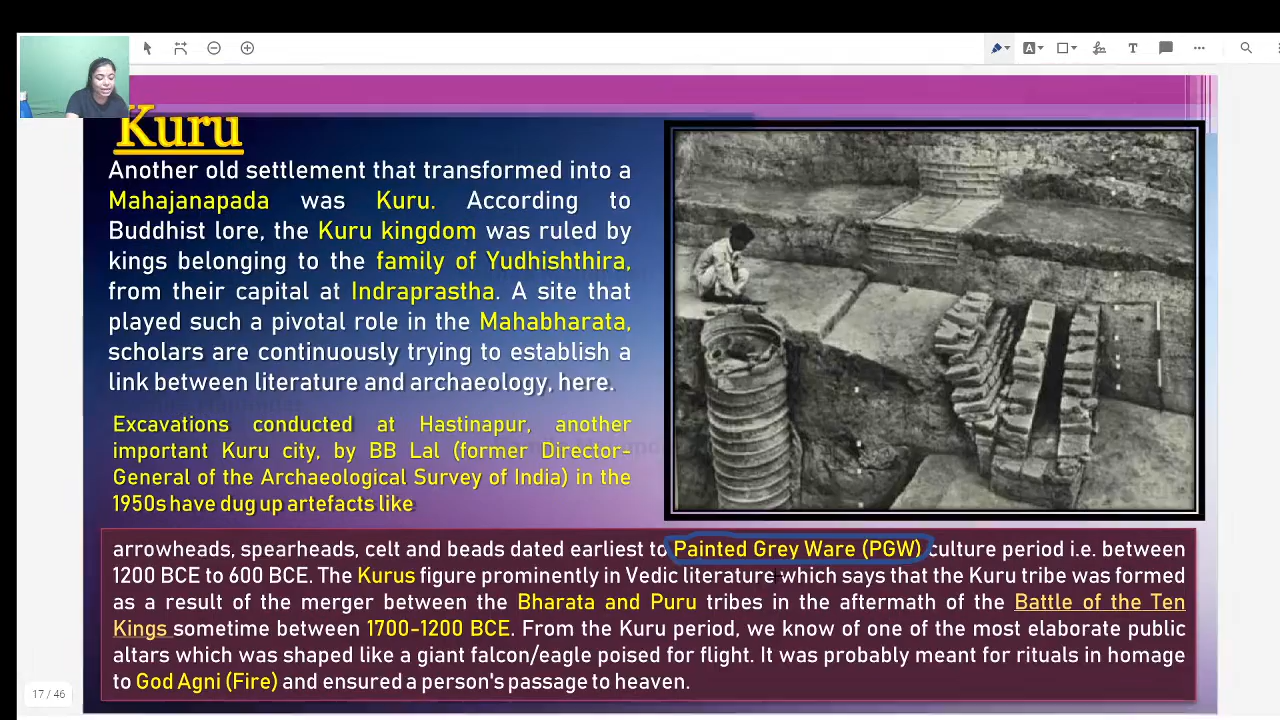 Kuru
Another old settlement that transformed into a
Mahajanapada was Kuru. According to
Buddhist lore, the Kuru kingdom was ruled by
kings belonging to the family of Yudhishthira,
from their capital at Indraprastha. A site that
played such a pivotal role in the Mahabharata,
scholars are continuously trying to establish a
link between literature and archaeology, here.
Excavations conducted at Hastinapur, another
important Kuru city, by BB Lal (former Director-
General of the Archaeological Survey of India) in the
1950s have dug up artefacts like
arrowheads, spearheads, celt and beads dated earliest to Painted Grey Ware (PGW) culture period i.e. between
1200 BCE to 600 BCE. The Kurus figure prominently in Vedic literature which says that the Kuru tribe was formed
as a result of the merger between the Bharata and Puru tribes in the aftermath of the Battle of the Ten
Kings sometime between 1700-1200 BCE. From the Kuru period, we know of one of the most elaborate public
altars which was shaped like a giant falcon/eagle poised for flight. It was probably meant for rituals in homage
to God Agni (Fire) and ensured a person's passage to heaven.
17 / 46